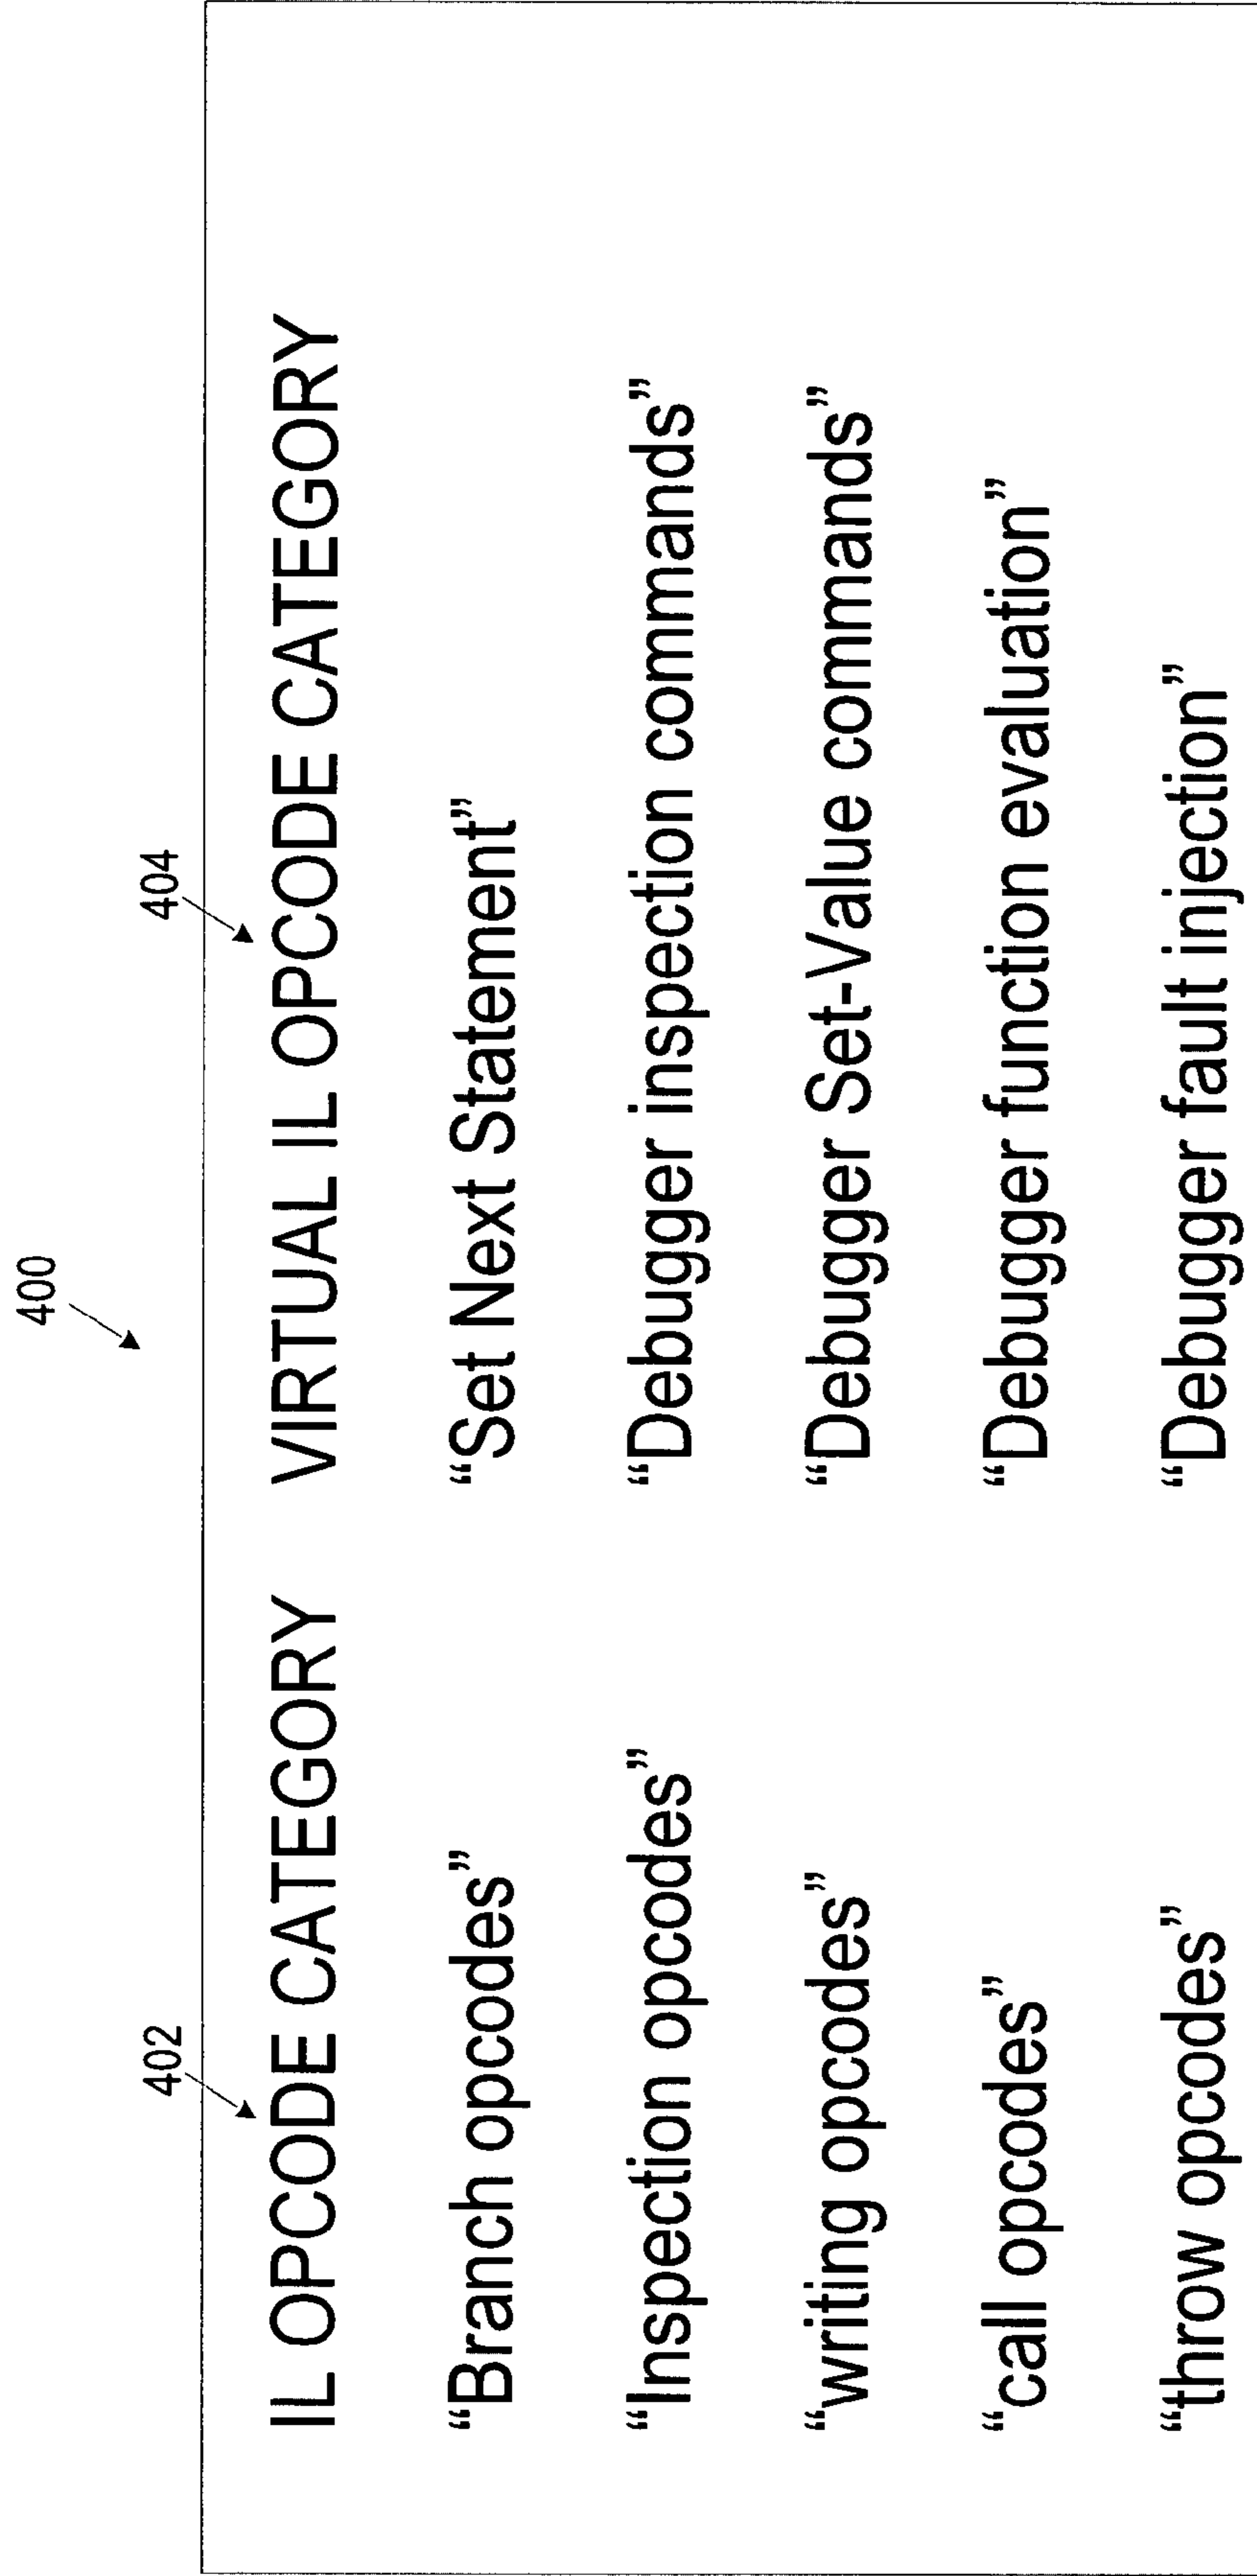 400
402
404
IL OPCODE CATEGORY VIRTUAL IL OPCODE CATEGORY
“Branch opcodes” “Set Next Statement”
“Inspection opcodes” “Debugger inspection commands”
“writing opcodes” “Debugger Set-Value commands”
“call opcodes” “Debugger function evaluation”
“throw opcodes” “Debugger fault injection”